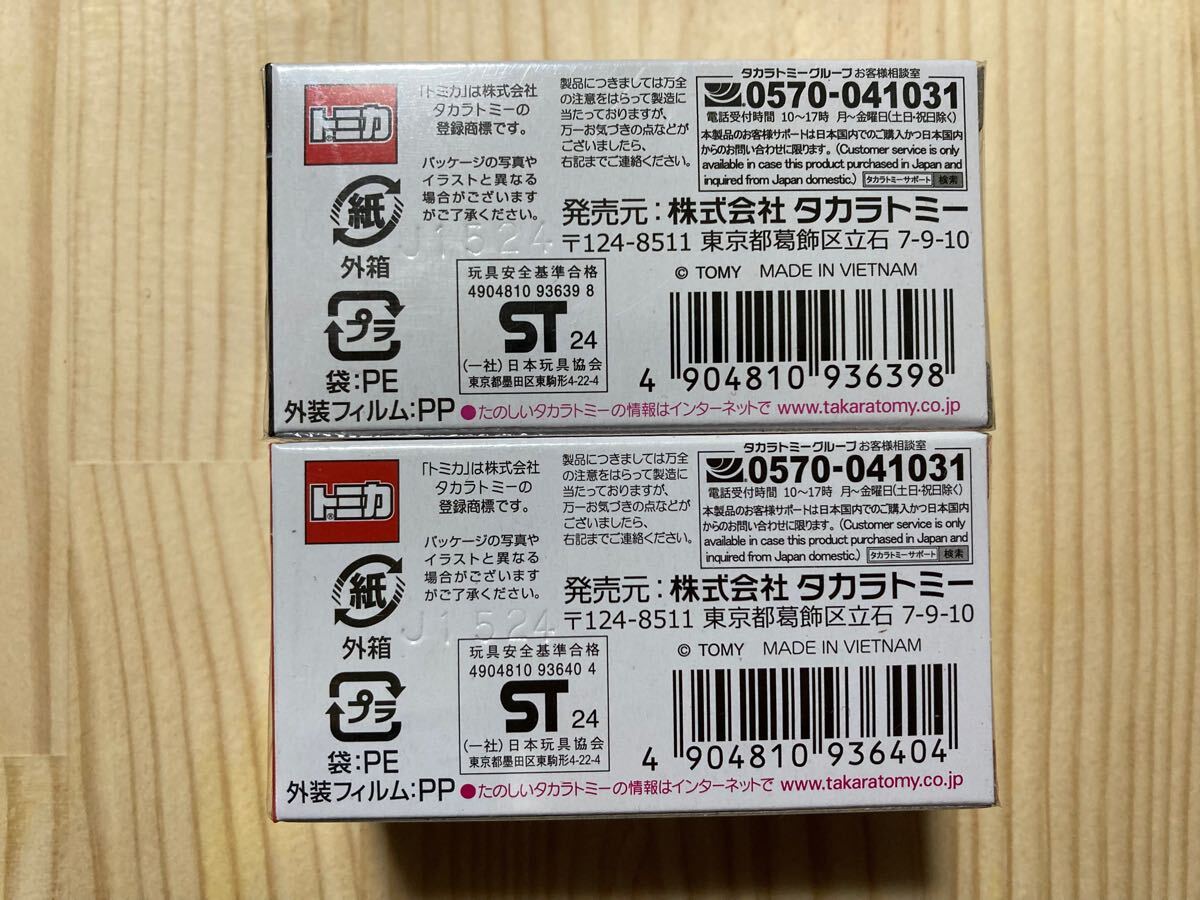 トミカ®
「トミカ」は株式会社
タカラトミーの
登録商標です。
パッケージの写真や
イラストと異なる
場合がございます
がご了承ください。
製品につきましては万全
の注意をはらって製造に
当たっておりますが、
万一お気づきの点などが
ございましたら、
右記までご連絡ください。
タカラトミーグループ お客様相談室
0570-041031
電話受付時間 10〜17時 月〜金曜日(土日・祝日除く)
本製品のお客様サポートは日本国内でのご購入かつ日本国内
からのお問い合わせに限ります。(Customer service is only
available in case this product purchased in Japan and
inquired from Japan domestic.) タカラトミーサポート 検索
発売元:株式会社 タカラトミー
〒124-8511 東京都葛飾区立石 7-9-10
© TOMY MADE IN VIETNAM
紙
外箱
プラ
袋:PE
外装フィルム:PP
J1524
玩具安全基準合格
4904810 93639 8
ST 24
(一社)日本玩具協会
東京都墨田区東駒形4-22-4
4 904810 936398
●たのしいタカラトミーの情報はインターネットで www.takaratomy.co.jp
トミカ®
「トミカ」は株式会社
タカラトミーの
登録商標です。
パッケージの写真や
イラストと異なる
場合がございます
がご了承ください。
製品につきましては万全
の注意をはらって製造に
当たっておりますが、
万一お気づきの点などが
ございましたら、
右記までご連絡ください。
タカラトミーグループ お客様相談室
0570-041031
電話受付時間 10〜17時 月〜金曜日(土日・祝日除く)
本製品のお客様サポートは日本国内でのご購入かつ日本国内
からのお問い合わせに限ります。(Customer service is only
available in case this product purchased in Japan and
inquired from Japan domestic.) タカラトミーサポート 検索
発売元:株式会社 タカラトミー
〒124-8511 東京都葛飾区立石 7-9-10
© TOMY MADE IN VIETNAM
紙
外箱
プラ
袋:PE
外装フィルム:PP
J1524
玩具安全基準合格
4904810 93640 4
ST 24
(一社)日本玩具協会
東京都墨田区東駒形4-22-4
4 904810 936404
●たのしいタカラトミーの情報はインターネットで www.takaratomy.co.jp